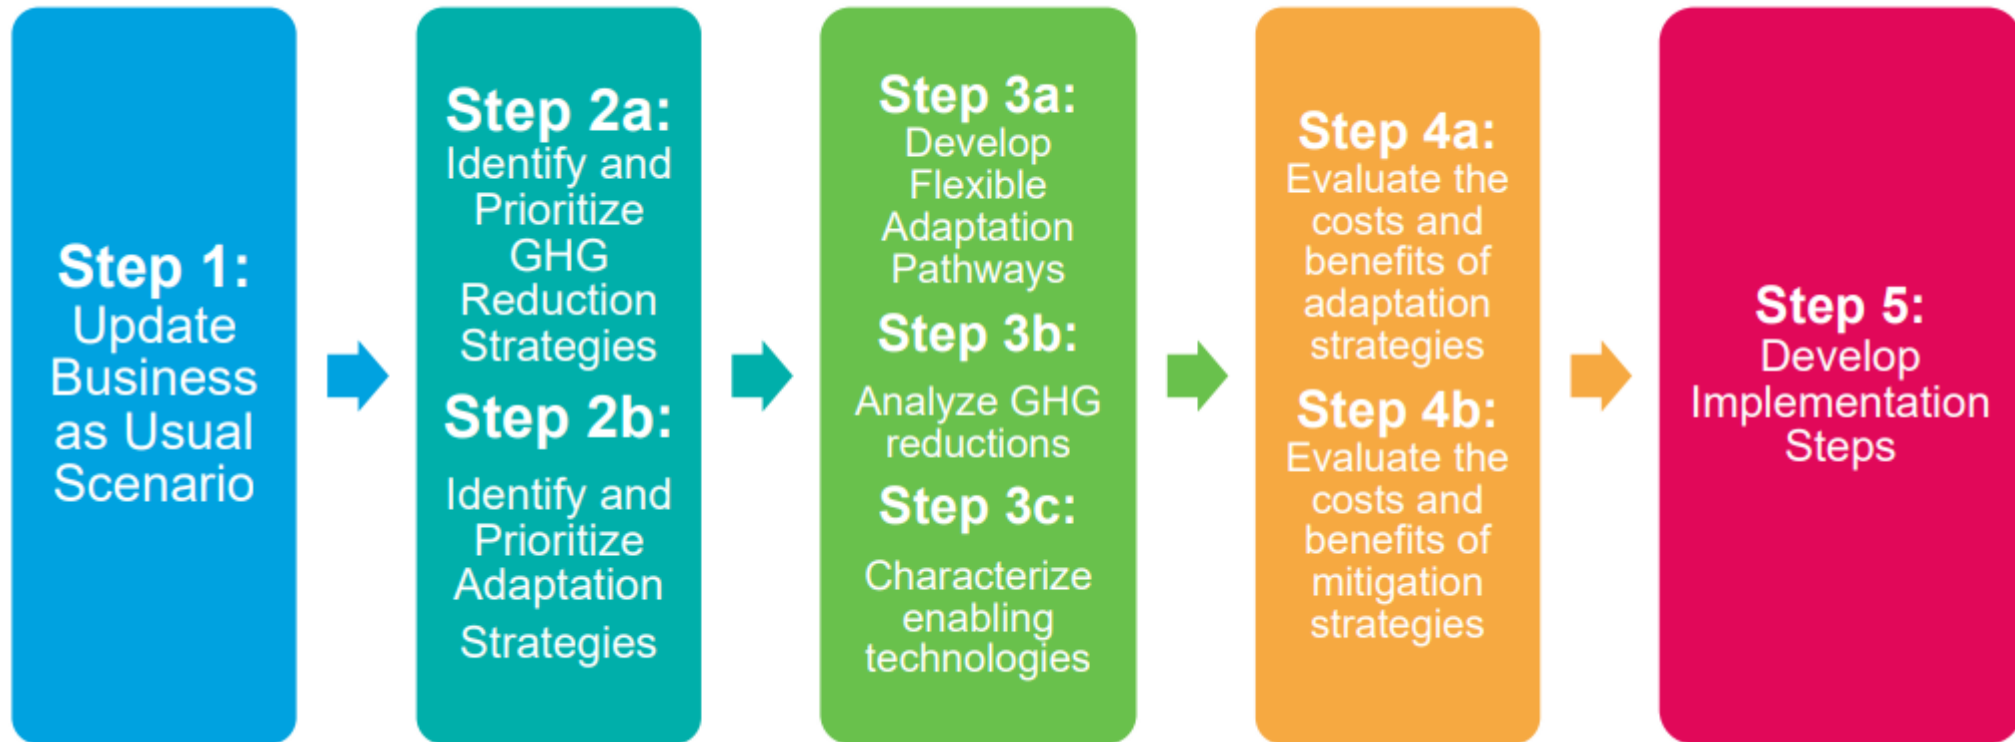 Step 1:
Update
Business
as Usual
Scenario
Step 2a:
Identify and
Prioritize
GHG
Reduction
Strategies
Step 2b:
Identify and
Prioritize
Adaptation
Strategies
Step 3a:
Develop
Flexible
Adaptation
Pathways
Step 3b:
Analyze GHG
reductions
Step 3c:
Characterize
enabling
technologies
Step 4a:
Evaluate the
costs and
benefits of
adaptation
strategies
Step 4b:
Evaluate the
costs and
benefits of
mitigation
strategies
Step 5:
Develop
Implementation
Steps